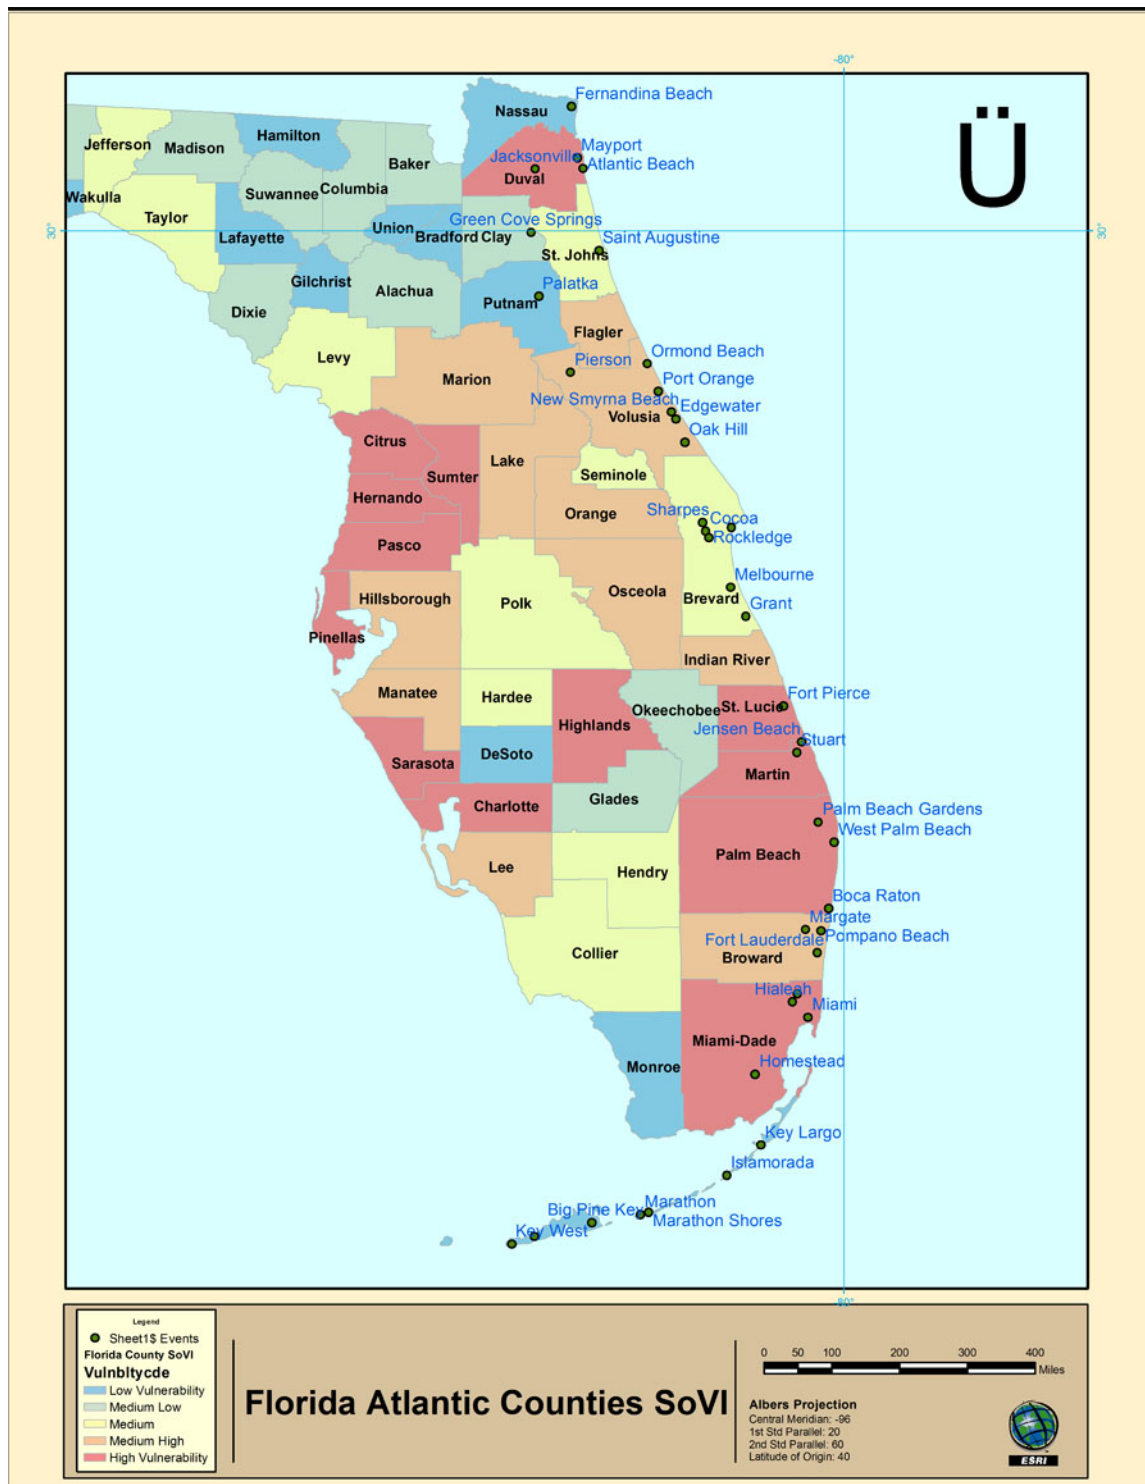 -80°
Ü
Fernandina Beach
Nassau
Jefferson
Madison
Hamilton
Mayport
Jacksonville
Atlantic Beach
Baker
Duval
Wakulla
Suwannee
Columbia
Taylor
Lafayette
Union
Green Cove Springs
Bradford
Clay
30°
30°
Saint Augustine
St. Johns
Gilchrist
Alachua
Palatka
Putnam
Dixie
Flagler
Levy
Ormond Beach
Marion
Pierson
Port Orange
New Smyrna Beach
Edgewater
Volusia
Oak Hill
Citrus
Lake
Sumter
Seminole
Hernando
Orange
Sharpes
Cocoa
Rockledge
Pasco
Melbourne
Hillsborough
Polk
Osceola
Brevard
Grant
Pinellas
Indian River
Manatee
Hardee
Fort Pierce
Okeechobee
St. Lucie
Highlands
Jensen Beach
Stuart
DeSoto
Sarasota
Martin
Charlotte
Glades
Palm Beach Gardens
West Palm Beach
Palm Beach
Lee
Hendry
Boca Raton
Margate
Fort Lauderdale
Pompano Beach
Collier
Broward
Hialeah
Miami
Miami-Dade
Homestead
Monroe
Key Largo
Islamorada
Marathon
Big Pine Key
Marathon Shores
Key West
-80°
Legend
Sheet1$ Events
Florida County SoVI
Vulnbltycde
Low Vulnerability
Medium Low
Medium
Medium High
High Vulnerability
Florida Atlantic Counties SoVI
0 50 100 200 300 400
Miles
Albers Projection
Central Meridian: -96
1st Std Parallel: 20
2nd Std Parallel: 60
Latitude of Origin: 40
ESRI